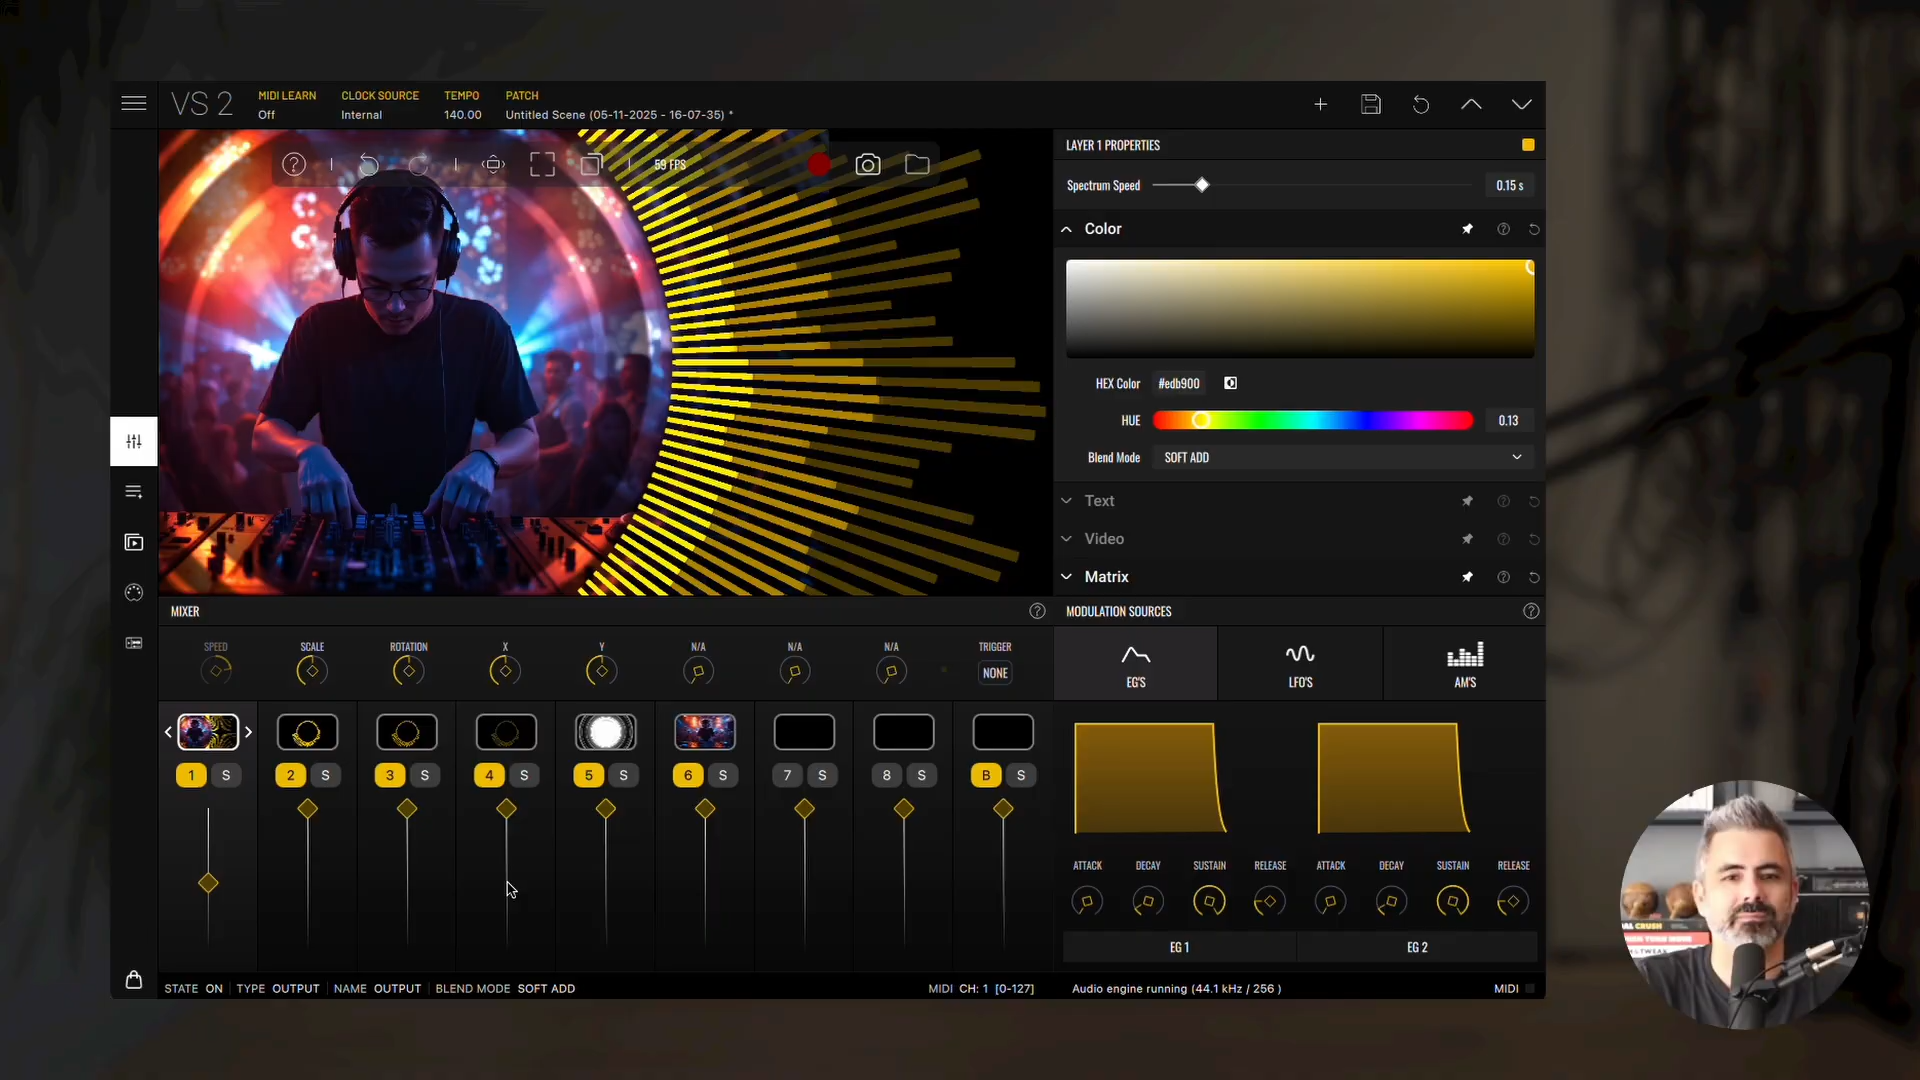 VS 2
MIDI LEARN
Off
CLOCK SOURCE
Internal
TEMPO
140.00
PATCH
Untitled Scene (05-11-2025 - 16-07-35) *
59 FPS
LAYER 1 PROPERTIES
Spectrum Speed 0.15 s
Color
HEX Color #edb900
HUE 0.13
Blend Mode SOFT ADD
Text
Video
Matrix
MIXER
SPEED SCALE ROTATION X Y N/A N/A N/A TRIGGER
NONE
1 S 2 S 3 S 4 S 5 S 6 S 7 S 8 S B S
MODULATION SOURCES
EG'S LFO'S AM'S
ATTACK DECAY SUSTAIN RELEASE ATTACK DECAY SUSTAIN RELEASE
EG 1 EG 2
STATE ON TYPE OUTPUT NAME OUTPUT BLEND MODE SOFT ADD
MIDI CH: 1 [0-127]
Audio engine running (44.1 kHz / 256 )
MIDI